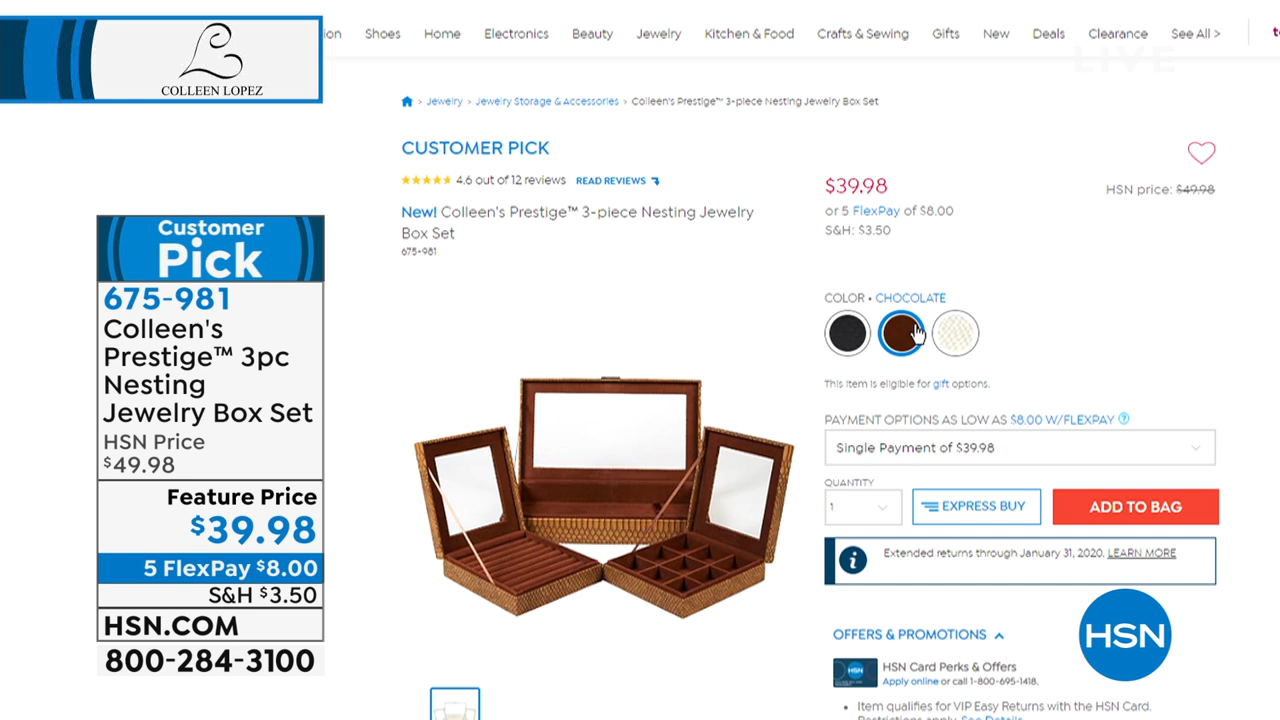 COLLEEN LOPEZ
ion Shoes Home Electronics Beauty Jewelry Kitchen & Food Crafts & Sewing Gifts New Deals Clearance See All >
LIVE
> Jewelry > Jewelry Storage & Accessories > Colleen's Prestige™ 3-piece Nesting Jewelry Box Set
CUSTOMER PICK
4.6 out of 12 reviews READ REVIEWS
New! Colleen's Prestige™ 3-piece Nesting Jewelry
Box Set
675-981
$39.98
HSN price: $49.98
or 5 FlexPay of $8.00
S&H: $3.50
COLOR • CHOCOLATE
This item is eligible for gift options.
PAYMENT OPTIONS AS LOW AS $8.00 W/FLEXPAY ?
Single Payment of $39.98
QUANTITY
1
EXPRESS BUY
ADD TO BAG
i
Extended returns through January 31, 2020. LEARN MORE
OFFERS & PROMOTIONS
HSN
HSN Card Perks & Offers
Apply online or call 1-800-695-1418.
• Item qualifies for VIP Easy Returns with the HSN Card.
Restrictions apply. See Details
HSN
Customer
Pick
675-981
Colleen's
Prestige™ 3pc
Nesting
Jewelry Box Set
HSN Price
$49.98
Feature Price
$39.98
5 FlexPay $8.00
S&H $3.50
HSN.COM
800-284-3100